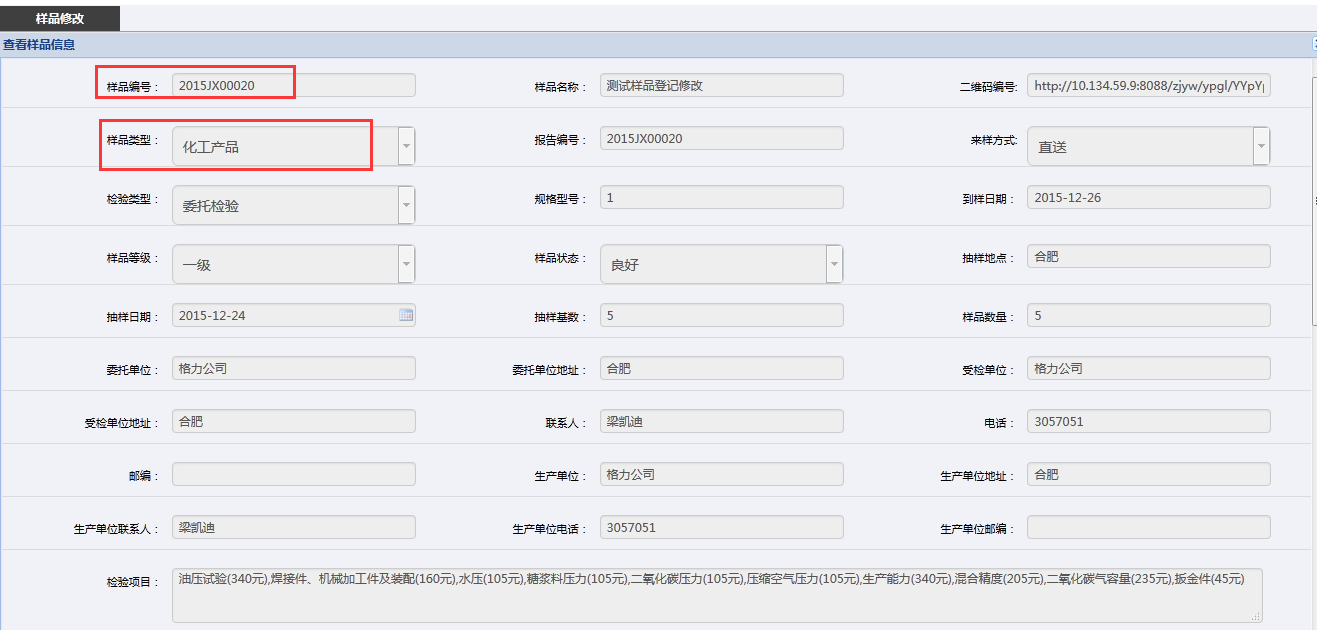 样品修改
查看样品信息
样品编号： 2015JX00020 样品名称： 测试样品登记修改 二维码编号: http://10.134.59.9:8088/zjyw/ypgl/YYpY
样品类型： 化工产品 报告编号： 2015JX00020 来样方式: 直送
检验类型： 委托检验 规格型号： 1 到样日期： 2015-12-26
样品等级： 一级 样品状态： 良好 抽样地点： 合肥
抽样日期： 2015-12-24 抽样基数： 5 样品数量： 5
委托单位： 格力公司 委托单位地址： 合肥 受检单位： 格力公司
受检单位地址： 合肥 联系人： 梁凯迪 电话： 3057051
邮编： 生产单位： 格力公司 生产单位地址： 合肥
生产单位联系人： 梁凯迪 生产单位电话： 3057051 生产单位邮编：
检验项目： 油压试验(340元),焊接件、机械加工件及装配(160元),水压(105元),糖浆料压力(105元),二氧化碳压力(105元),压缩空气压力(105元),生产能力(340元),混合精度(205元),二氧化碳气容量(235元),扳金件(45元)